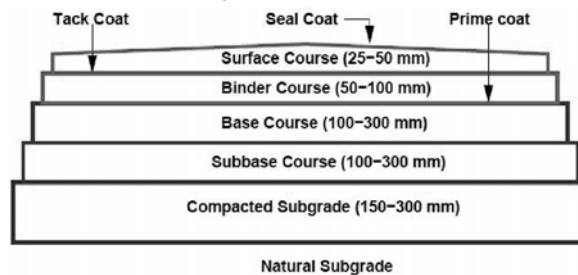 Tack Coat Seal Coat Prime coat
Surface Course (25-50 mm)
Binder Course (50-100 mm)
Base Course (100-300 mm)
Subbase Course (100-300 mm)
Compacted Subgrade (150-300 mm)
Natural Subgrade